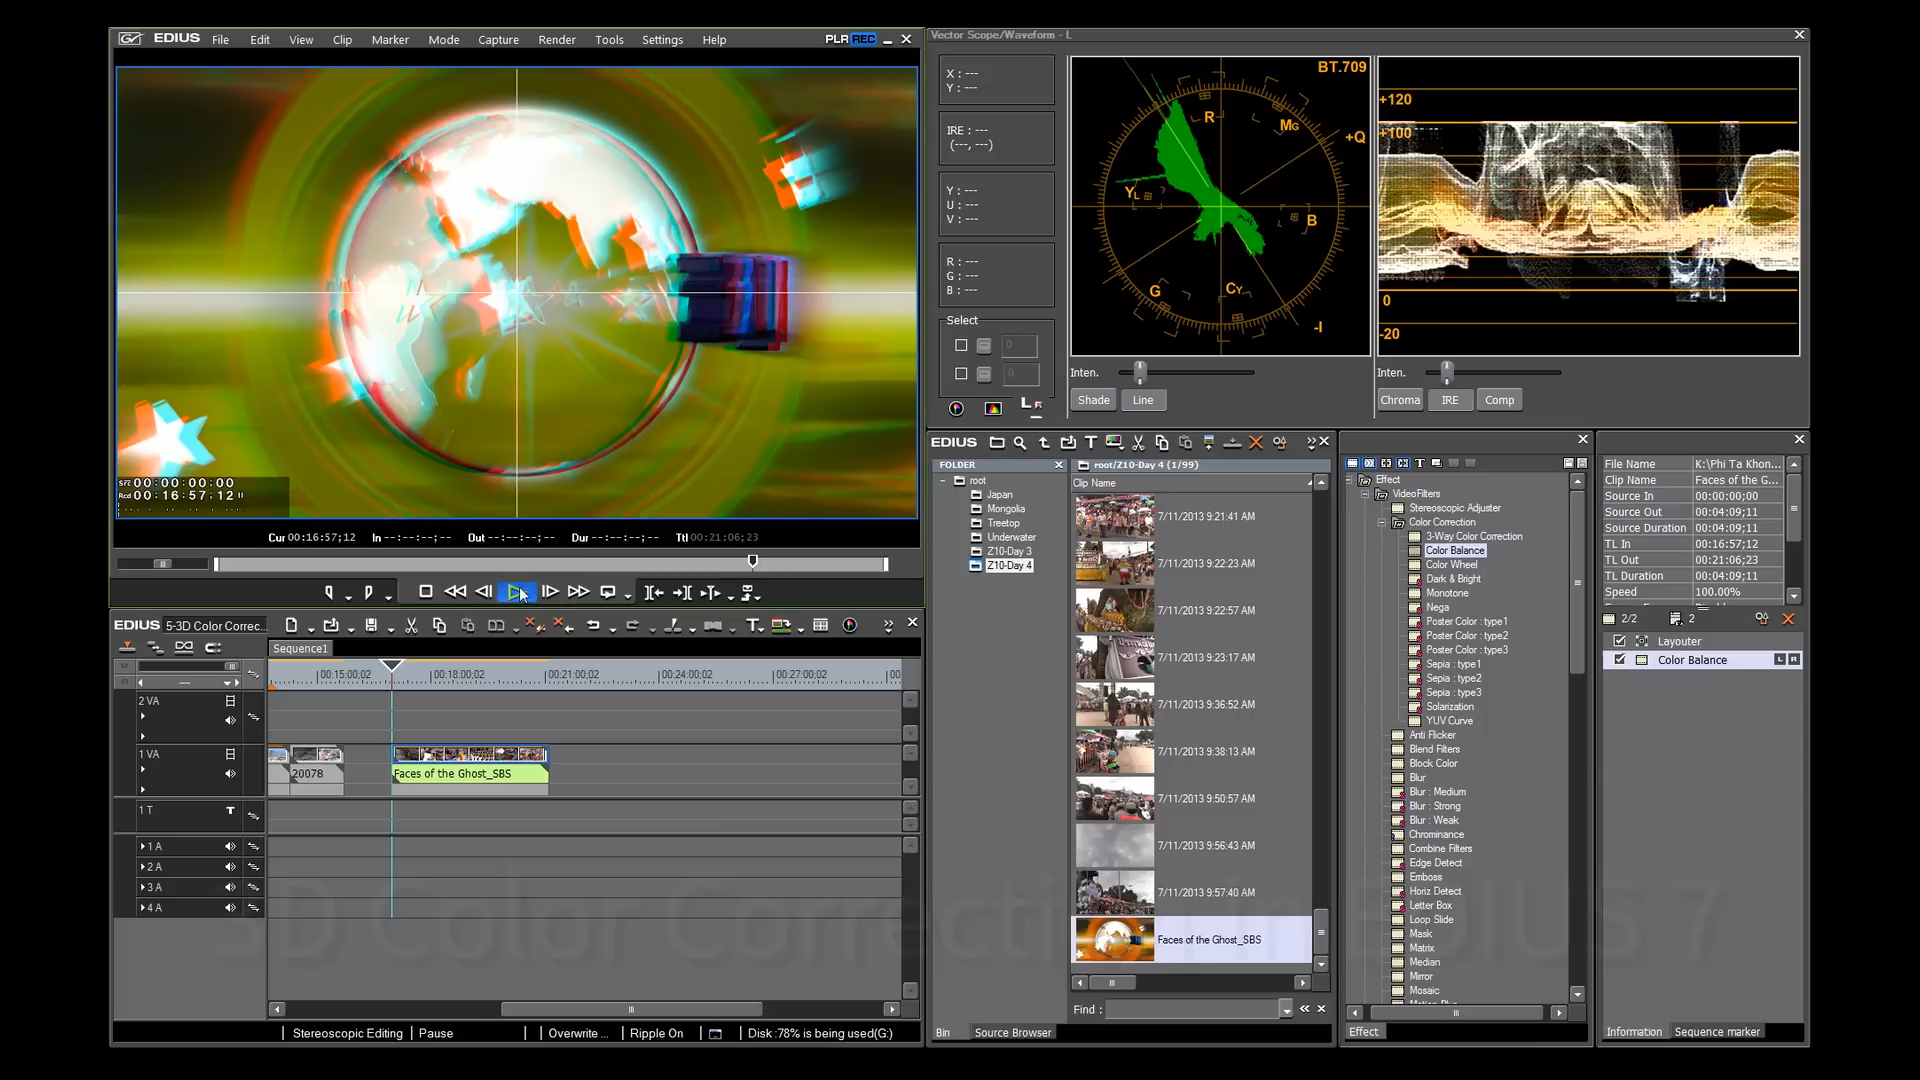 EDIUS File Edit View Clip Marker Mode Capture Render Tools Settings Help PLR REC
Src 00:00:00:00
Rcd 00:16:57:12
Cur 00:16:57;12 In --:--:--;-- Out --:--:--;-- Dur --:--:--;-- Ttl 00:21:06;23
Vector Scope/Waveform - L
X : ---
Y : ---
IRE : ---
(---, ---)
Y : ---
U : ---
V : ---
R : ---
G : ---
B : ---
Select
0
0
L R
BT.709
R
MG
+Q
YL
B
G
CY
-I
Inten.
Shade Line
+120
+100
0
-20
Inten.
Chroma IRE Comp
EDIUS 5-3D Color Correc...
Sequence1
00:15:00;02 00:18:00;02 00:21:00;02 00:24:00;02 00:27:00;02 00
2 VA
1 VA
20078 Faces of the Ghost_SBS
1 T T
1 A
2 A
3 A
4 A
Stereoscopic Editing Pause Overwrite ... Ripple On Disk :78% is being used(G:)
EDIUS
FOLDER
root
Japan
Mongolia
Treetop
Underwater
Z10-Day 3
Z10-Day 4
root/Z10-Day 4 (1/99)
Clip Name
7/11/2013 9:21:41 AM
7/11/2013 9:22:23 AM
7/11/2013 9:22:57 AM
7/11/2013 9:23:17 AM
7/11/2013 9:36:52 AM
7/11/2013 9:38:13 AM
7/11/2013 9:50:57 AM
7/11/2013 9:56:43 AM
7/11/2013 9:57:40 AM
Faces of the Ghost_SBS
Find :
Bin Source Browser
Effect
VideoFilters
Stereoscopic Adjuster
Color Correction
3-Way Color Correction
Color Balance
Color Wheel
Dark & Bright
Monotone
Nega
Poster Color : type1
Poster Color : type2
Poster Color : type3
Sepia : type1
Sepia : type2
Sepia : type3
Solarization
YUV Curve
Anti Flicker
Blend Filters
Block Color
Blur
Blur : Medium
Blur : Strong
Blur : Weak
Chrominance
Combine Filters
Edge Detect
Emboss
Horiz Detect
Letter Box
Loop Slide
Mask
Matrix
Median
Mirror
Mosaic
Effect
File Name K:\Phi Ta Khon...
Clip Name Faces of the G...
Source In 00:00:00;00
Source Out 00:04:09;11
Source Duration 00:04:09;11
TL In 00:16:57;12
TL Out 00:21:06;23
TL Duration 00:04:09;11
Speed 100.00%
2/2 2
Layouter
Color Balance L R
Information Sequence marker
3D Color Correction in EDIUS 7